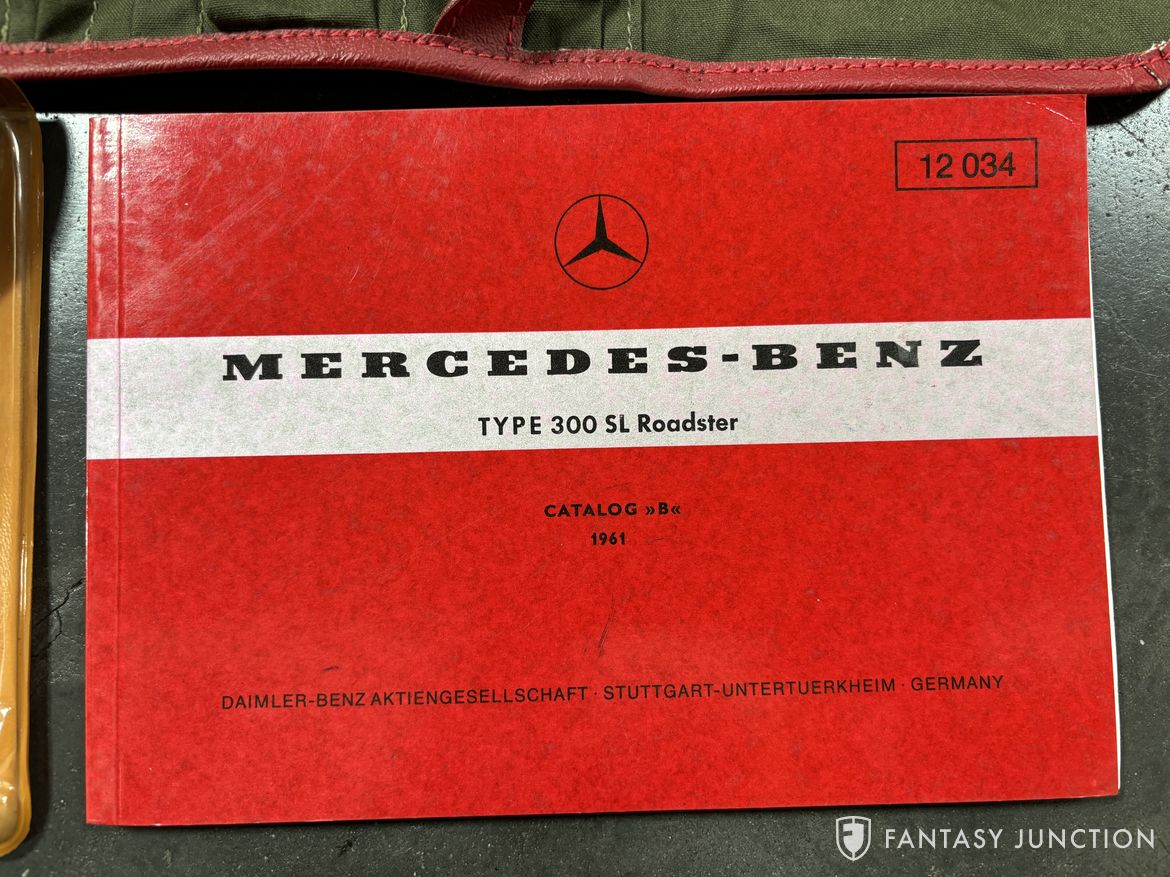 12 034
MERCEDES-BENZ
TYPE 300 SL Roadster
CATALOG »B«
1961
DAIMLER-BENZ AKTIENGESELLSCHAFT · STUTTGART-UNTERTUERKHEIM · GERMANY
FANTASY JUNCTION